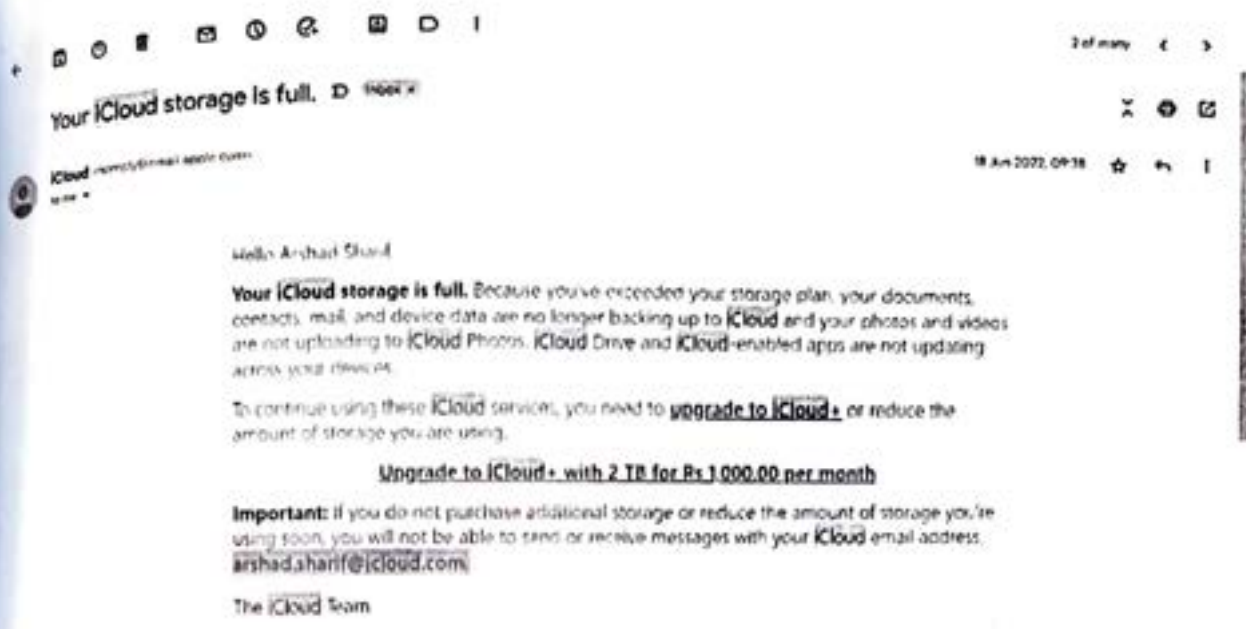 2 of many
Your iCloud storage is full. Inbox ×
iCloud
to me
2022, 09:38
Hello Arshad Sharif
Your iCloud storage is full. Because you've exceeded your storage plan, your documents,
contacts, mail, and device data are no longer backing up to iCloud and your photos and videos
are not uploading to iCloud Photos. iCloud Drive and iCloud-enabled apps are not updating
across your devices.
To continue using these iCloud services, you need to upgrade to iCloud+ or reduce the
amount of storage you are using.
Upgrade to iCloud+ with 2 TB for Rs 1,000.00 per month
Important: If you do not purchase additional storage or reduce the amount of storage you're
using soon, you will not be able to send or receive messages with your iCloud email address,
arshad.sharif@icloud.com.
The iCloud Team